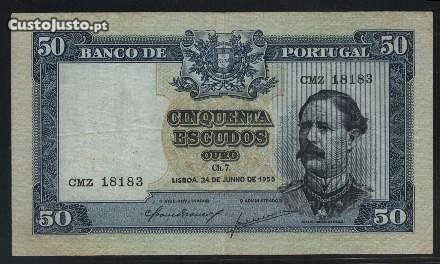 CustoJusto.pt
50 BANCO DE PORTUGAL 50
CMZ 18183
CINQUENTA
ESCUDOS
OURO
Ch. 7.
LISBOA, 24 DE JUNHO DE 1955
CMZ 18183
O ADMINISTRADOR
50 50